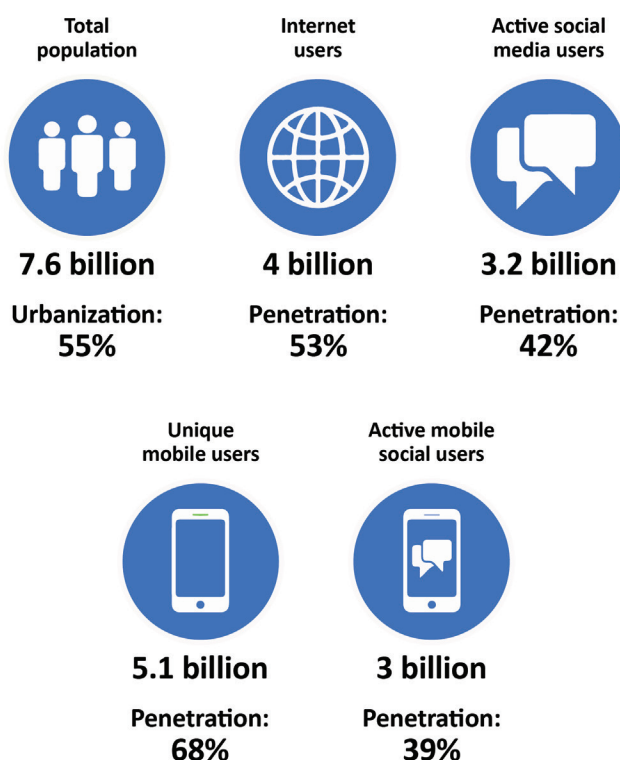 Total
population
7.6 billion
Urbanization:
55%
Internet
users
4 billion
Penetration:
53%
Active social
media users
3.2 billion
Penetration:
42%
Unique
mobile users
5.1 billion
Penetration:
68%
Active mobile
social users
3 billion
Penetration:
39%